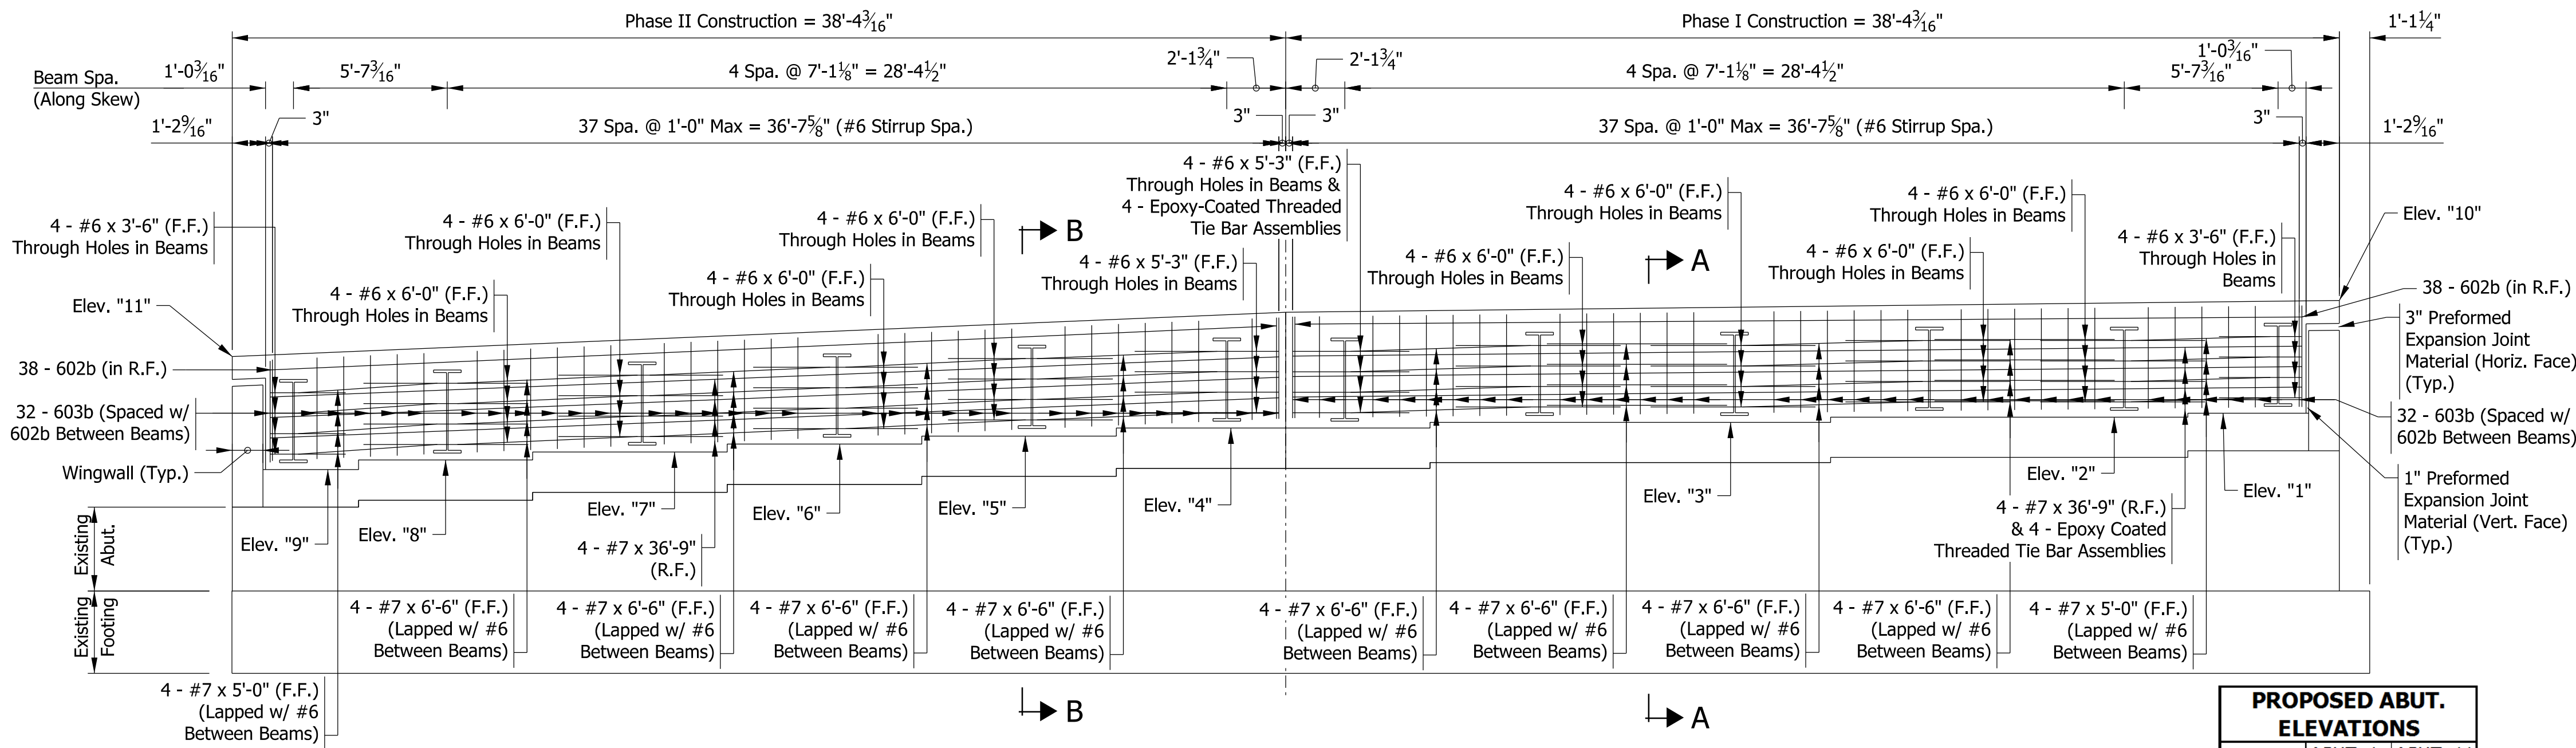 Phase II Construction = 38'-4 3/16"
Phase I Construction = 38'-4 3/16"
1'-1 1/4"
Beam Spa.
(Along Skew)
1'-0 3/16"
5'-7 3/16"
4 Spa. @ 7'-1 1/8" = 28'-4 1/2"
2'-1 3/4"
2'-1 3/4"
4 Spa. @ 7'-1 1/8" = 28'-4 1/2"
5'-7 3/16"
1'-0 3/16"
1'-2 9/16"
3"
37 Spa. @ 1'-0" Max = 36'-7 5/8" (#6 Stirrup Spa.)
3"
3"
37 Spa. @ 1'-0" Max = 36'-7 5/8" (#6 Stirrup Spa.)
3"
1'-2 9/16"
4 - #6 x 3'-6" (F.F.)
Through Holes in Beams
4 - #6 x 6'-0" (F.F.)
Through Holes in Beams
4 - #6 x 6'-0" (F.F.)
Through Holes in Beams
B
4 - #6 x 5'-3" (F.F.)
Through Holes in Beams &
4 - Epoxy-Coated Threaded
Tie Bar Assemblies
4 - #6 x 6'-0" (F.F.)
Through Holes in Beams
4 - #6 x 6'-0" (F.F.)
Through Holes in Beams
4 - #6 x 3'-6" (F.F.)
Through Holes in
Beams
Elev. "10"
Elev. "11"
4 - #6 x 6'-0" (F.F.)
Through Holes in Beams
4 - #6 x 6'-0" (F.F.)
Through Holes in Beams
4 - #6 x 5'-3" (F.F.)
Through Holes in Beams
4 - #6 x 6'-0" (F.F.)
Through Holes in Beams
A
4 - #6 x 6'-0" (F.F.)
Through Holes in Beams
38 - 602b (in R.F.)
3" Preformed
Expansion Joint
Material (Horiz. Face)
(Typ.)
38 - 602b (in R.F.)
32 - 603b (Spaced w/
602b Between Beams)
Wingwall (Typ.)
32 - 603b (Spaced w/
602b Between Beams)
1" Preformed
Expansion Joint
Material (Vert. Face)
(Typ.)
Elev. "9"
Elev. "8"
Elev. "7"
Elev. "6"
Elev. "5"
Elev. "4"
Elev. "3"
Elev. "2"
Elev. "1"
4 - #7 x 36'-9"
(R.F.)
4 - #7 x 36'-9" (R.F.)
& 4 - Epoxy Coated
Threaded Tie Bar Assemblies
Existing
Abut.
Existing
Footing
4 - #7 x 5'-0" (F.F.)
(Lapped w/ #6
Between Beams)
4 - #7 x 6'-6" (F.F.)
(Lapped w/ #6
Between Beams)
4 - #7 x 6'-6" (F.F.)
(Lapped w/ #6
Between Beams)
4 - #7 x 6'-6" (F.F.)
(Lapped w/ #6
Between Beams)
4 - #7 x 6'-6" (F.F.)
(Lapped w/ #6
Between Beams)
4 - #7 x 6'-6" (F.F.)
(Lapped w/ #6
Between Beams)
4 - #7 x 6'-6" (F.F.)
(Lapped w/ #6
Between Beams)
4 - #7 x 6'-6" (F.F.)
(Lapped w/ #6
Between Beams)
4 - #7 x 6'-6" (F.F.)
(Lapped w/ #6
Between Beams)
4 - #7 x 5'-0" (F.F.)
(Lapped w/ #6
Between Beams)
B
A
PROPOSED ABUT.
ELEVATIONS